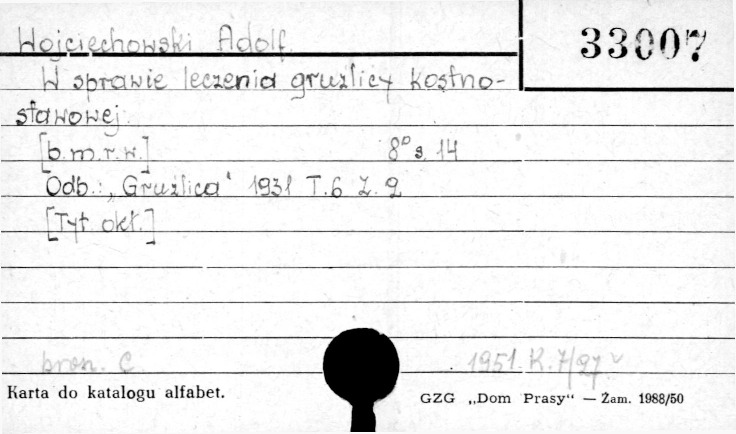 Wojciechowski Adolf.
33007
W sprawie leczenia gruźlicy kostno-
stawowej.
[b.m.r.w.] 8° s. 14
Odb.: „Gruźlica" 1931 T.6 Z. 2
[Tyt. okł.]
bron. C 1951. K. 7/27
Karta do katalogu alfabet.
GZG „Dom Prasy" — Zam. 1988/50